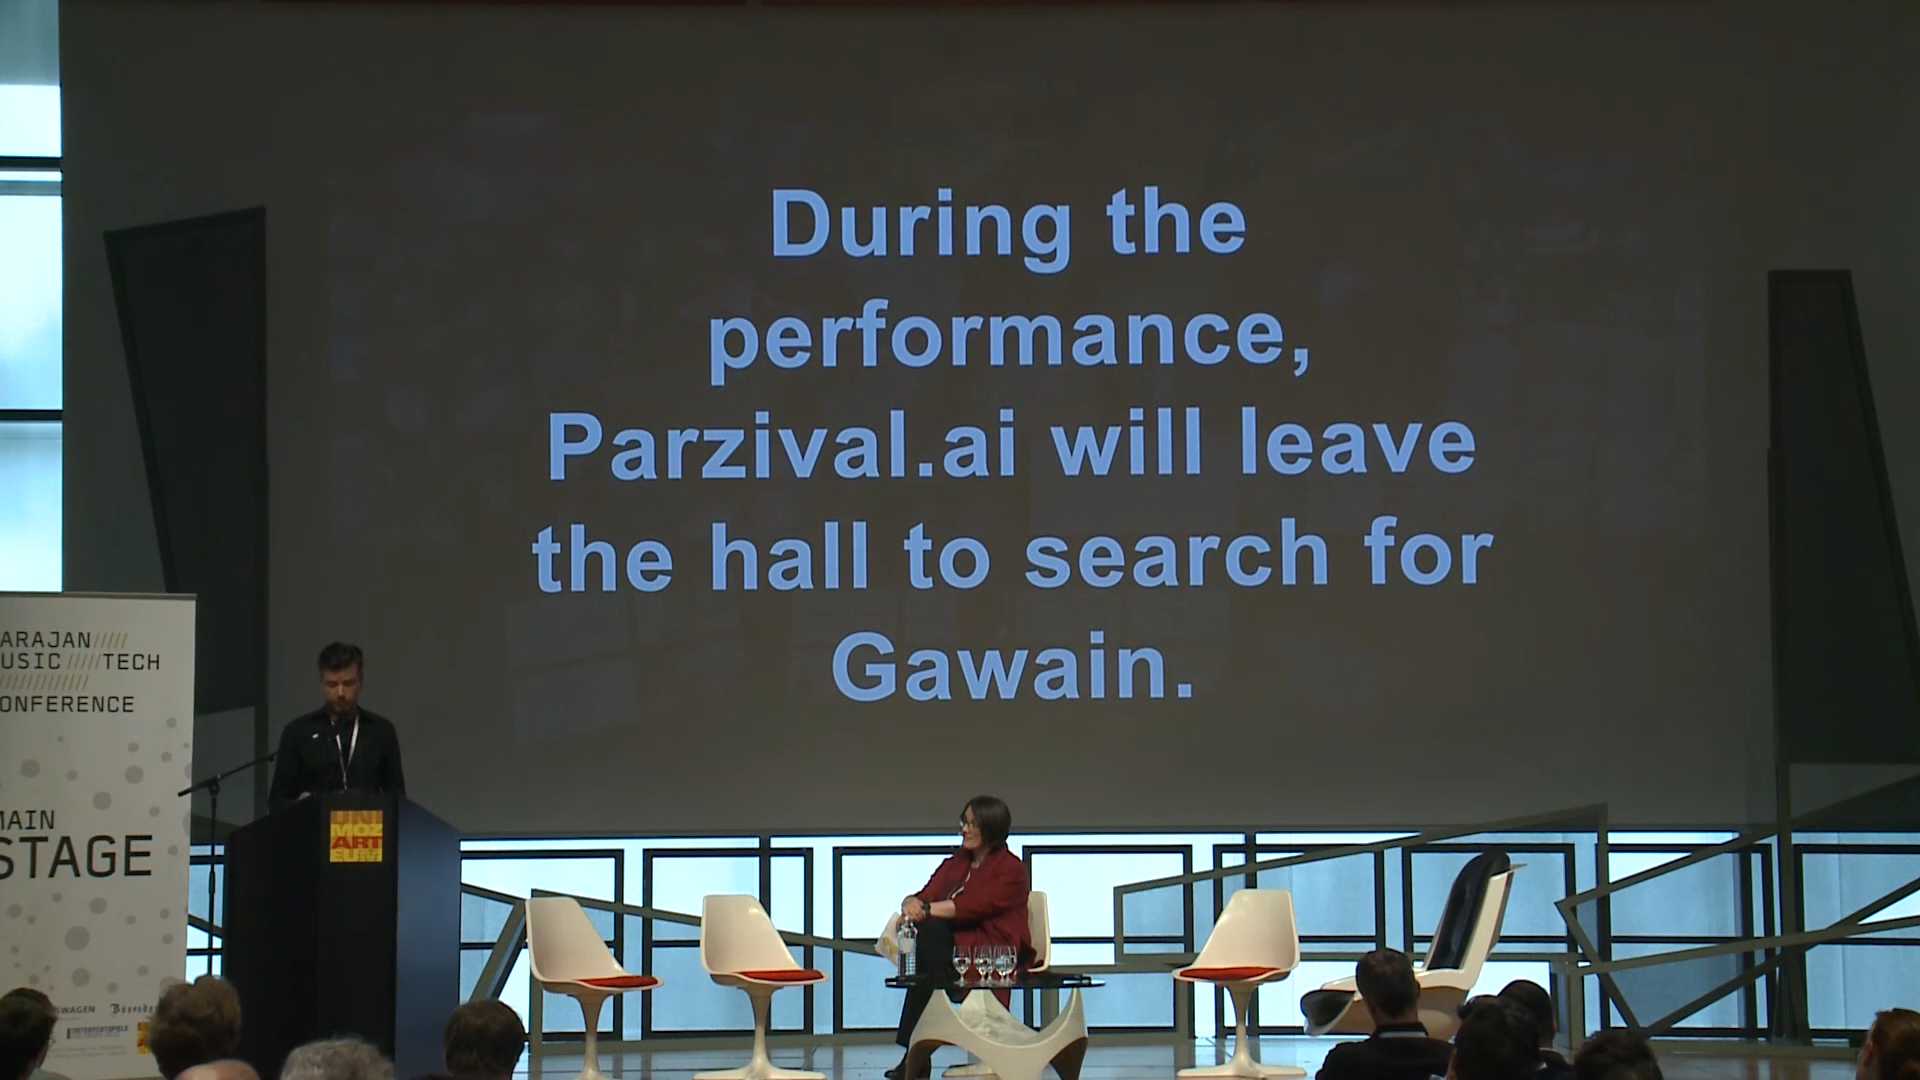 During the
performance,
Parzival.ai will leave
the hall to search for
Gawain.
ARAJAN/////
USIC/////TECH
////////////
ONFERENCE
MAIN
STAGE
UNI
MOZ
ART
EUM
SWAGEN